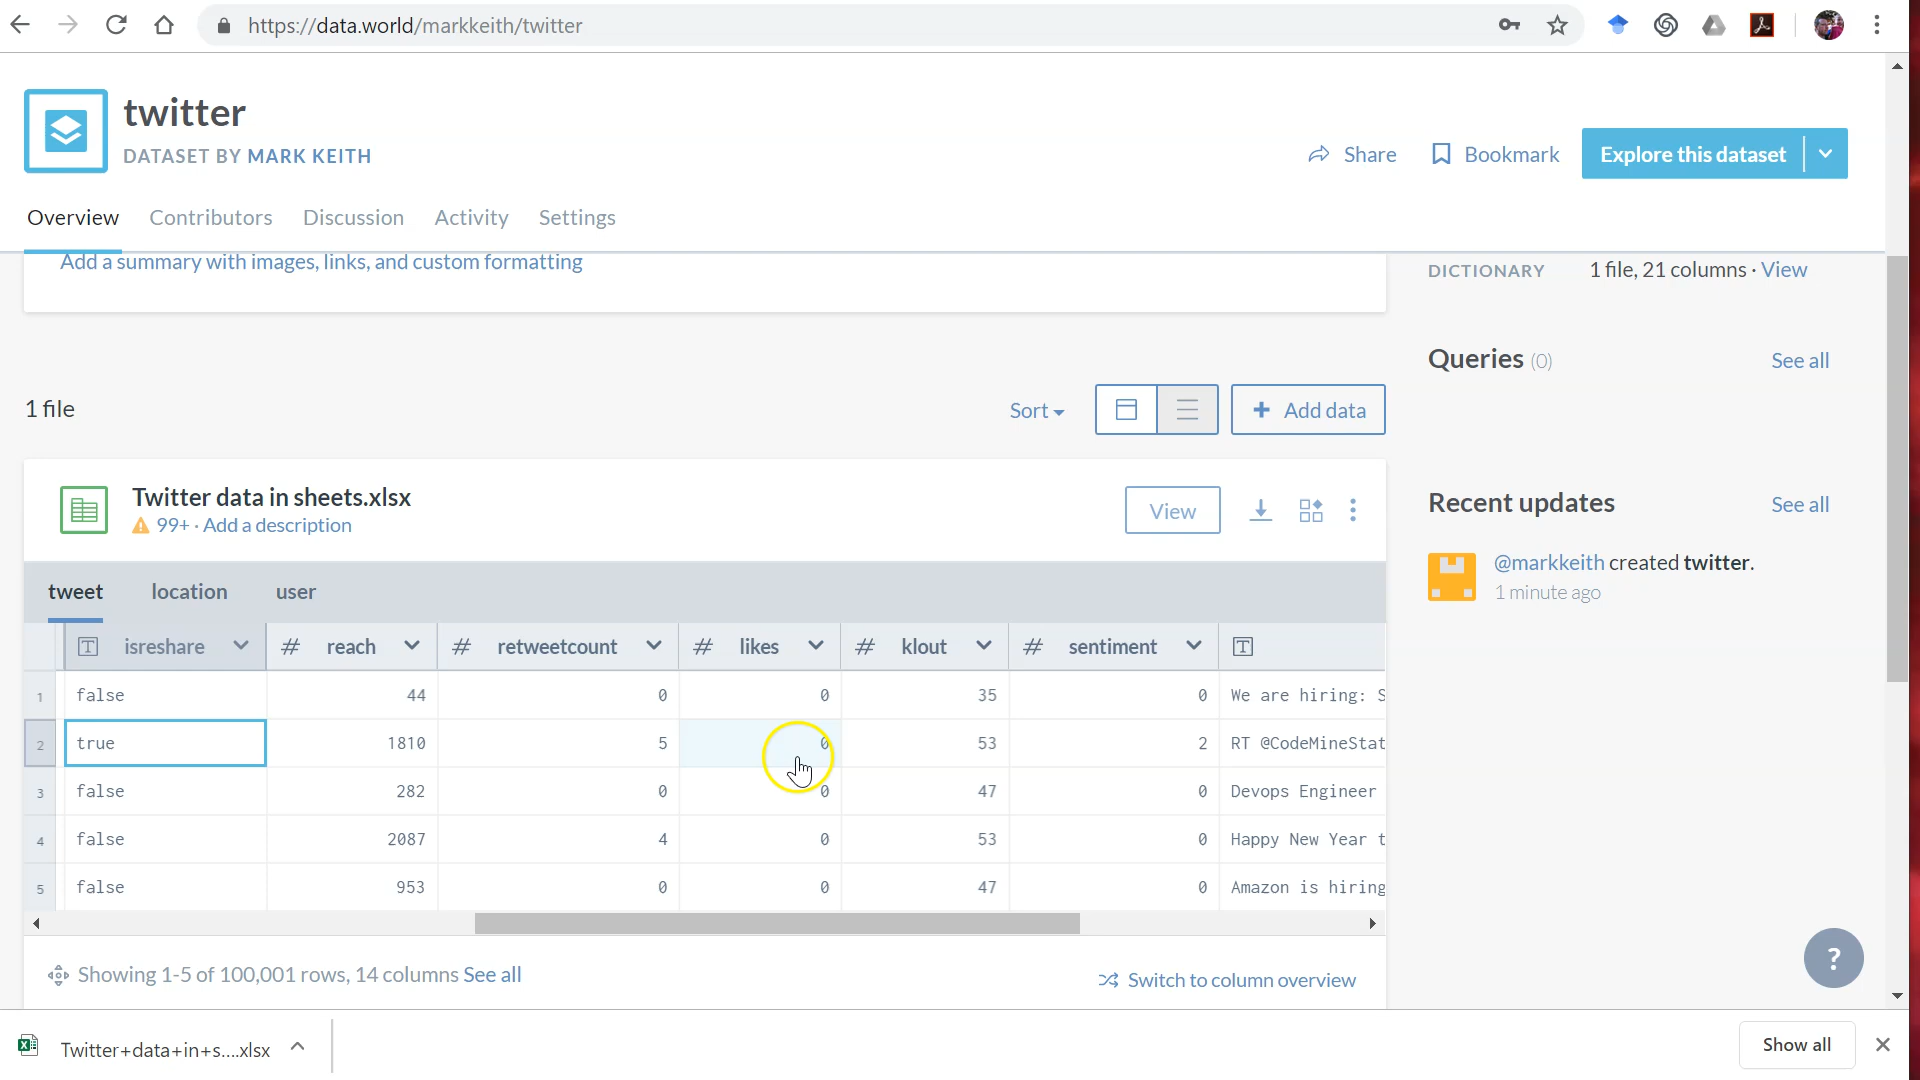 https://data.world/markkeith/twitter
twitter
DATASET BY MARK KEITH
Share
Bookmark
Explore this dataset
Overview
Contributors
Discussion
Activity
Settings
Add a summary with images, links, and custom formatting
DICTIONARY
1 file, 21 columns · View
Queries (0)
See all
1 file
Sort
Add data
Twitter data in sheets.xlsx
99+ · Add a description
View
Recent updates
See all
@markkeith created twitter.
1 minute ago
tweet location user
# isreshare # reach # retweetcount # likes # klout # sentiment T
1 false 44 0 0 35 0 We are hiring: S
2 true 1810 5 0 53 2 RT @CodeMineStat
3 false 282 0 0 47 0 Devops Engineer
4 false 2087 4 0 53 0 Happy New Year t
5 false 953 0 0 47 0 Amazon is hiring
Showing 1-5 of 100,001 rows, 14 columns See all
Switch to column overview
?
Twitter+data+in+s....xlsx
Show all